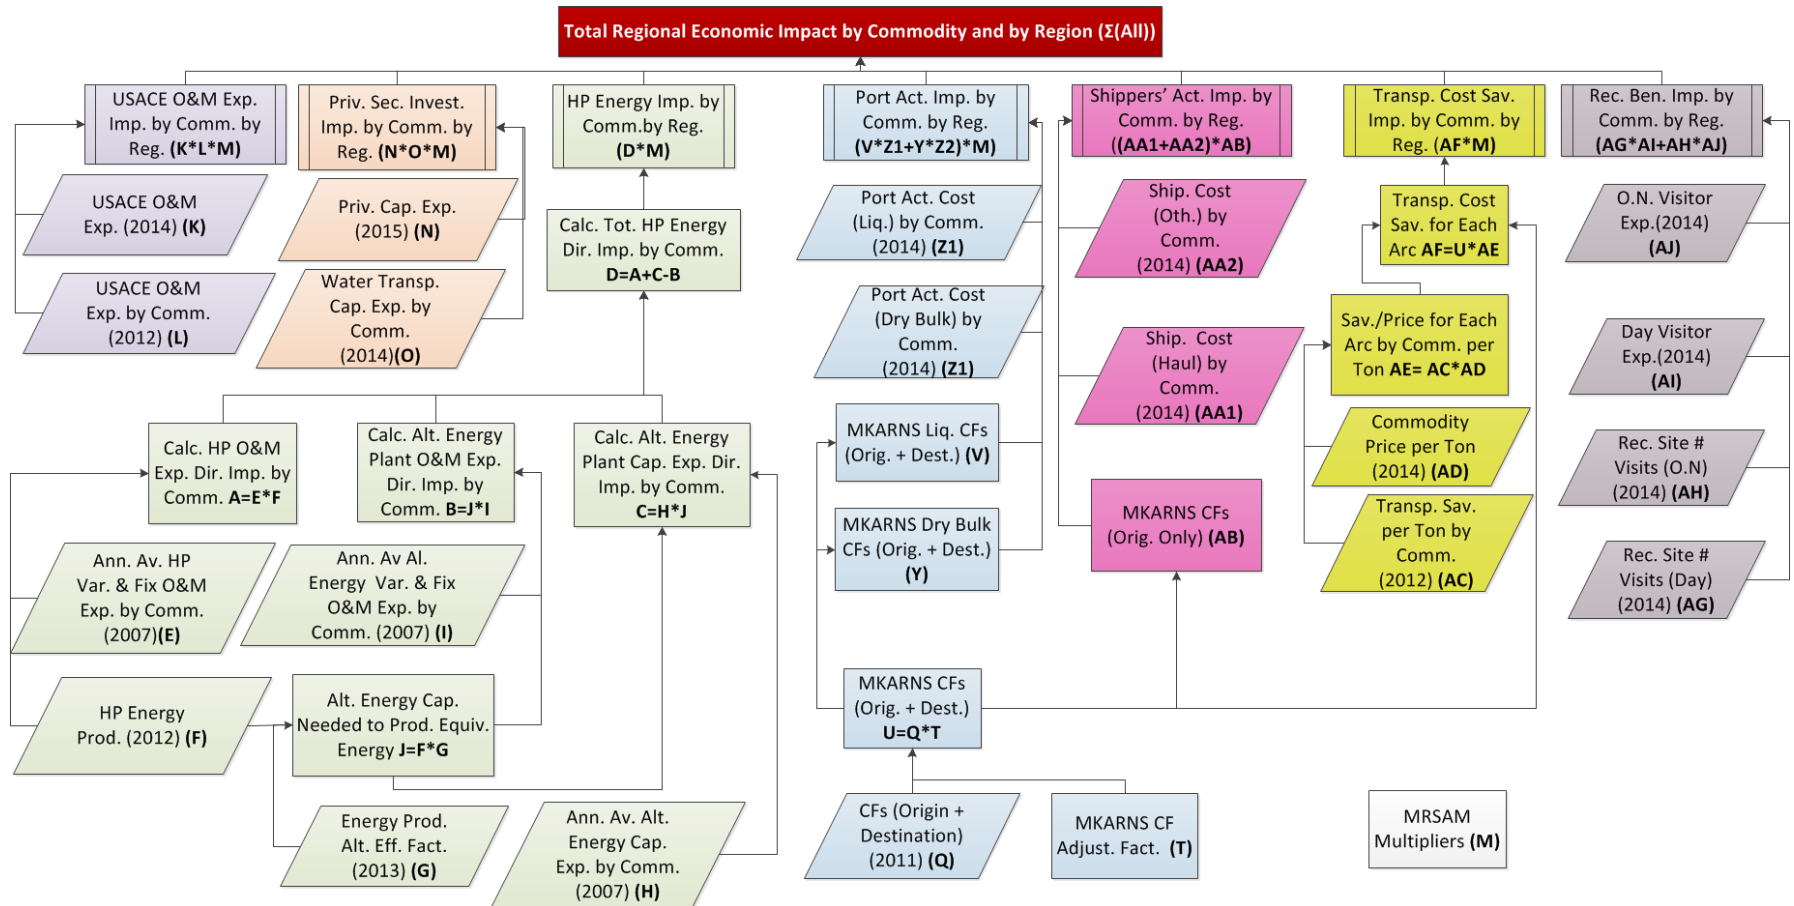 Total Regional Economic Impact by Commodity and by Region (Σ(All))
USACE O&M Exp.
Imp. by Comm. by
Reg. (K*L*M)
Priv. Sec. Invest.
Imp. by Comm. by
Reg. (N*O*M)
HP Energy Imp. by
Comm.by Reg.
(D*M)
Port Act. Imp. by
Comm. by Reg.
(V*Z1+Y*Z2)*M)
Shippers' Act. Imp. by
Comm. by Reg.
((AA1+AA2)*AB)
Transp. Cost Sav.
Imp. by Comm. by
Reg. (AF*M)
Rec. Ben. Imp. by
Comm. by Reg.
(AG*AI+AH*AJ)
USACE O&M
Exp. (2014) (K)
Priv. Cap. Exp.
(2015) (N)
Calc. Tot. HP Energy
Dir. Imp. by Comm.
D=A+C-B
Port Act. Cost
(Liq.) by Comm.
(2014) (Z1)
Ship. Cost
(Oth.) by
Comm.
(2014) (AA2)
Transp. Cost
Sav. for Each
Arc AF=U*AE
O.N. Visitor
Exp.(2014)
(AJ)
USACE O&M
Exp. by Comm.
(2012) (L)
Water Transp.
Cap. Exp. by
Comm.
(2014)(O)
Port Act. Cost
(Dry Bulk) by
Comm.
(2014) (Z1)
Ship. Cost
(Haul) by
Comm.
(2014) (AA1)
Sav./Price for Each
Arc by Comm. per
Ton AE= AC*AD
Day Visitor
Exp.(2014)
(AI)
Calc. HP O&M
Exp. Dir. Imp. by
Comm. A=E*F
Calc. Alt. Energy
Plant O&M Exp.
Dir. Imp. by
Comm. B=J*I
Calc. Alt. Energy
Plant Cap. Exp. Dir.
Imp. by Comm.
C=H*J
MKARNS Liq. CFs
(Orig. + Dest.) (V)
Commodity
Price per Ton
(2014) (AD)
Rec. Site #
Visits (O.N)
(2014) (AH)
MKARNS Dry Bulk
CFs (Orig. + Dest.)
(Y)
MKARNS CFs
(Orig. Only) (AB)
Transp. Sav.
per Ton by
Comm.
(2012) (AC)
Rec. Site #
Visits (Day)
(2014) (AG)
Ann. Av. HP
Var. & Fix O&M
Exp. by Comm.
(2007)(E)
Ann. Av Al.
Energy Var. & Fix
O&M Exp. by
Comm. (2007) (I)
HP Energy
Prod. (2012) (F)
Alt. Energy Cap.
Needed to Prod. Equiv.
Energy J=F*G
MKARNS CFs
(Orig. + Dest.)
U=Q*T
Energy Prod.
Alt. Eff. Fact.
(2013) (G)
Ann. Av. Alt.
Energy Cap.
Exp. by Comm.
(2007) (H)
CFs (Origin +
Destination)
(2011) (Q)
MKARNS CF
Adjust. Fact. (T)
MRSAM
Multipliers (M)